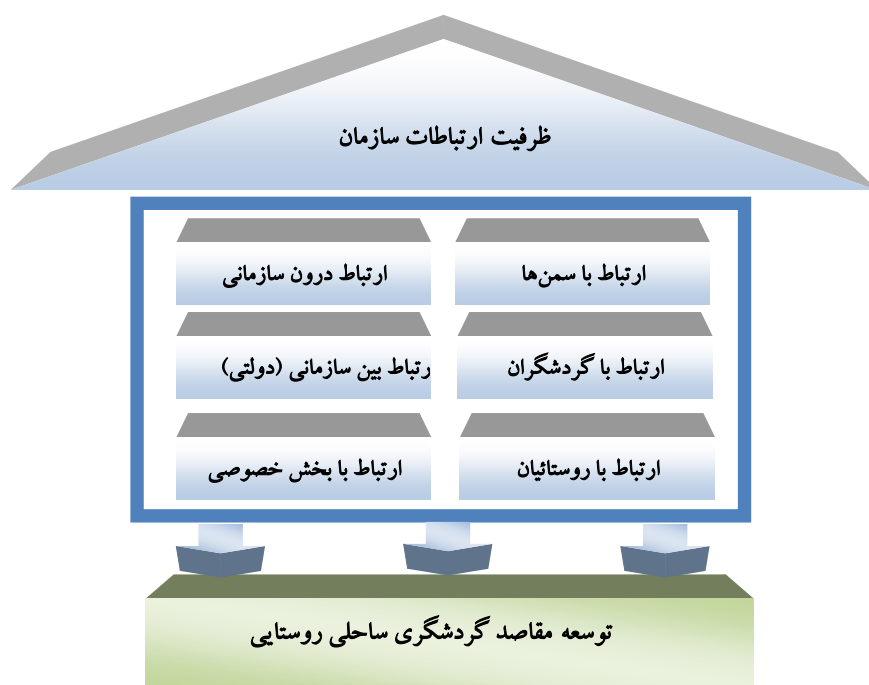 ظرفیت ارتباطات سازمان
ارتباط با سمن‌ها
ارتباط درون سازمانی
ارتباط با گردشگران
رتباط بین سازمانی (دولتی)
ارتباط با روستائیان
ارتباط با بخش خصوصی
توسعه مقاصد گردشگری ساحلی روستایی